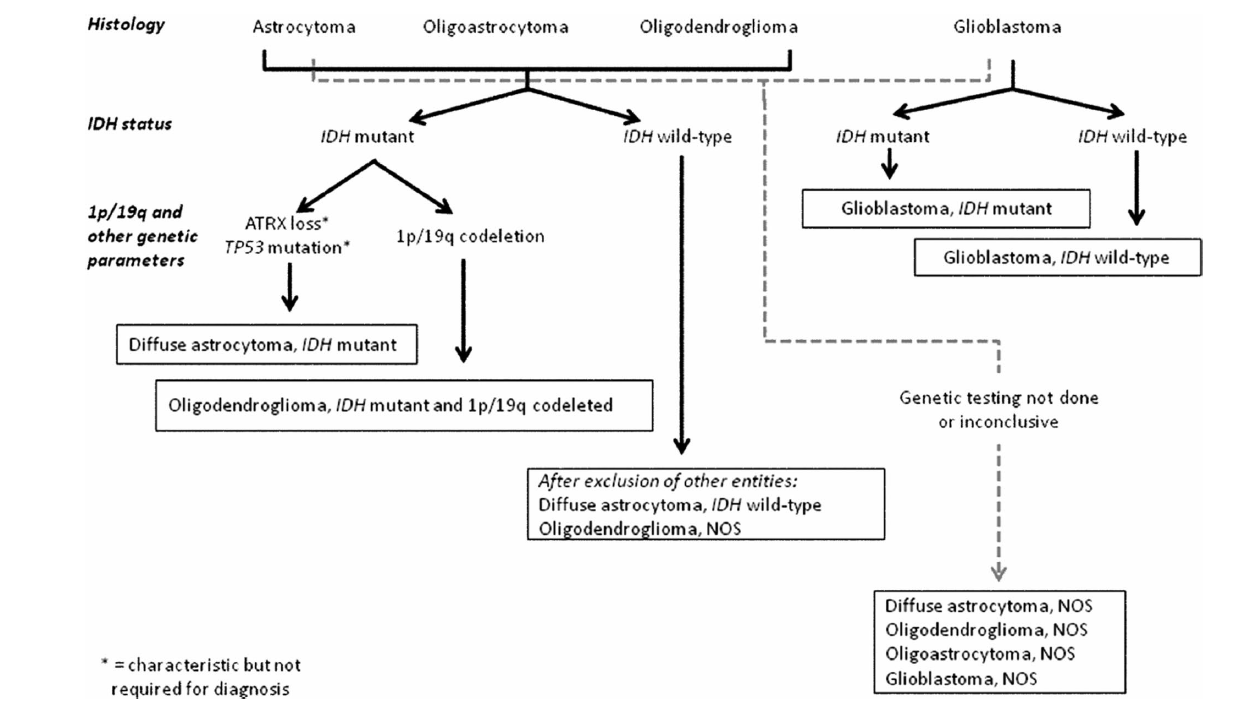 Histology
Astrocytoma
Oligoastrocytoma
Oligodendroglioma
Glioblastoma
IDH status
IDH mutant
IDH wild-type
IDH mutant
IDH wild-type
1p/19q and
other genetic
parameters
ATRX loss*
TP53 mutation*
1p/19q codeletion
Glioblastoma, IDH mutant
Glioblastoma, IDH wild-type
Diffuse astrocytoma, IDH mutant
Oligodendroglioma, IDH mutant and 1p/19q codeleted
Genetic testing not done
or inconclusive
After exclusion of other entities:
Diffuse astrocytoma, IDH wild-type
Oligodendroglioma, NOS
Diffuse astrocytoma, NOS
Oligodendroglioma, NOS
Oligoastrocytoma, NOS
Glioblastoma, NOS
* = characteristic but not
required for diagnosis